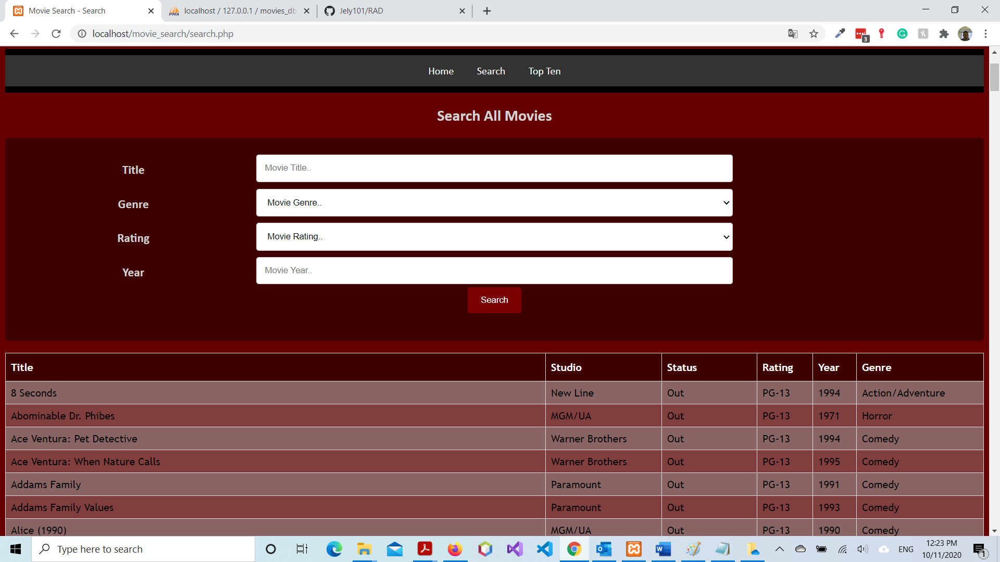 Movie Search - Search
localhost / 127.0.0.1 / movies_db
Jely101/RAD
localhost/movie_search/search.php
3
Home Search Top Ten
Search All Movies
Title Movie Title..
Genre Movie Genre..
Rating Movie Rating..
Year Movie Year..
Search
Title Studio Status Rating Year Genre
8 Seconds New Line Out PG-13 1994 Action/Adventure
Abominable Dr. Phibes MGM/UA Out PG-13 1971 Horror
Ace Ventura: Pet Detective Warner Brothers Out PG-13 1994 Comedy
Ace Ventura: When Nature Calls Warner Brothers Out PG-13 1995 Comedy
Addams Family Paramount Out PG-13 1991 Comedy
Addams Family Values Paramount Out PG-13 1993 Comedy
Alice (1990) MGM/UA Out PG-13 1990 Comedy
Type here to search
ENG
12:23 PM
10/11/2020
1